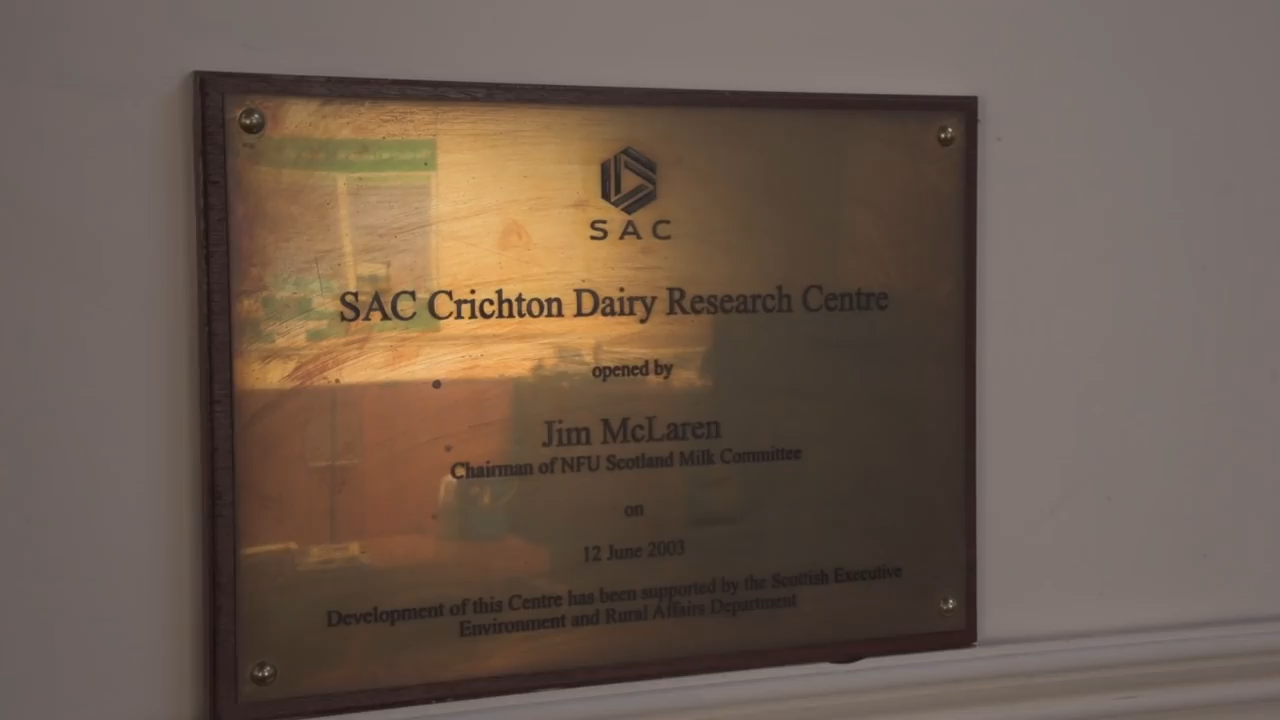 SAC
SAC Crichton Dairy Research Centre
opened by
Jim McLaren
Chairman of NFU Scotland Milk Committee
on
12 June 2003
Development of this Centre has been supported by the Scottish Executive
Environment and Rural Affairs Department